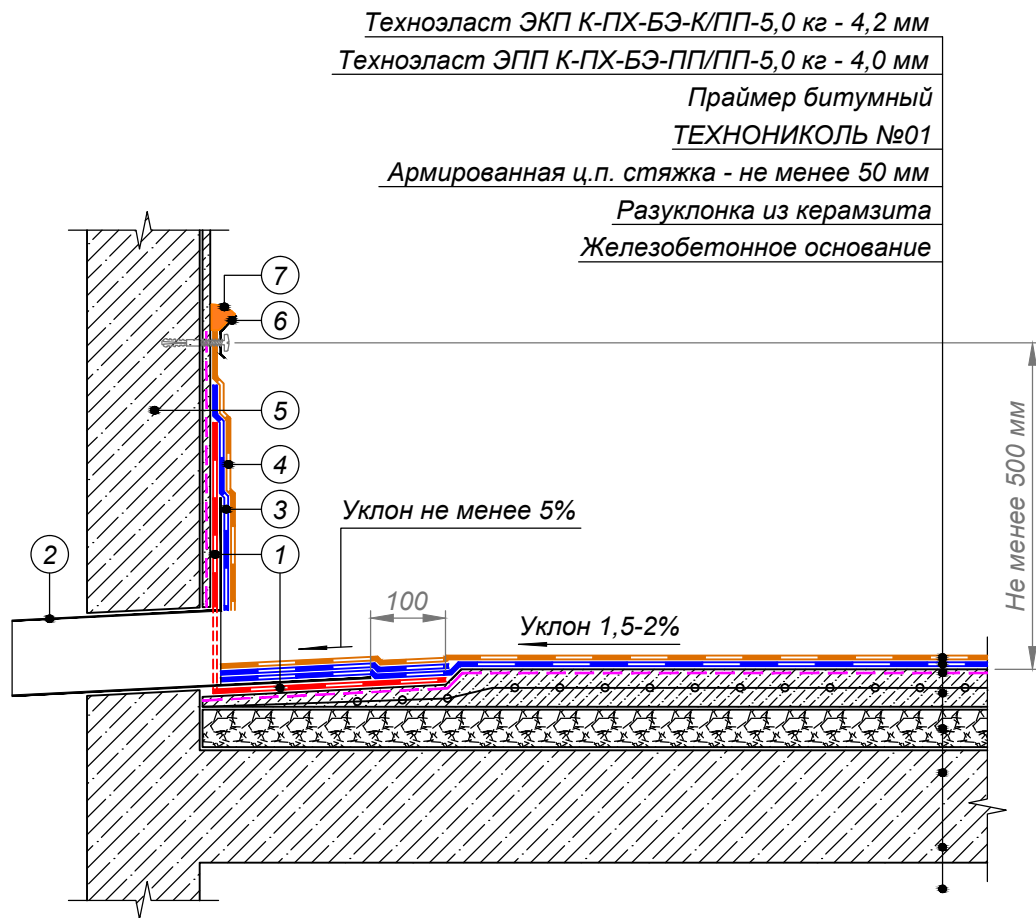 Техноэласт ЭКП К-ПХ-БЭ-К/ПП-5,0 кг - 4,2 мм
Техноэласт ЭПП К-ПХ-БЭ-ПП/ПП-5,0 кг - 4,0 мм
Праймер битумный
ТЕХНОНИКОЛЬ №01
Армированная ц.п. стяжка - не менее 50 мм
Разуклонка из керамзита
Железобетонное основание
7
6
5
4
3
Уклон не менее 5%
2
1
100
Уклон 1,5-2%
Не менее 500 мм